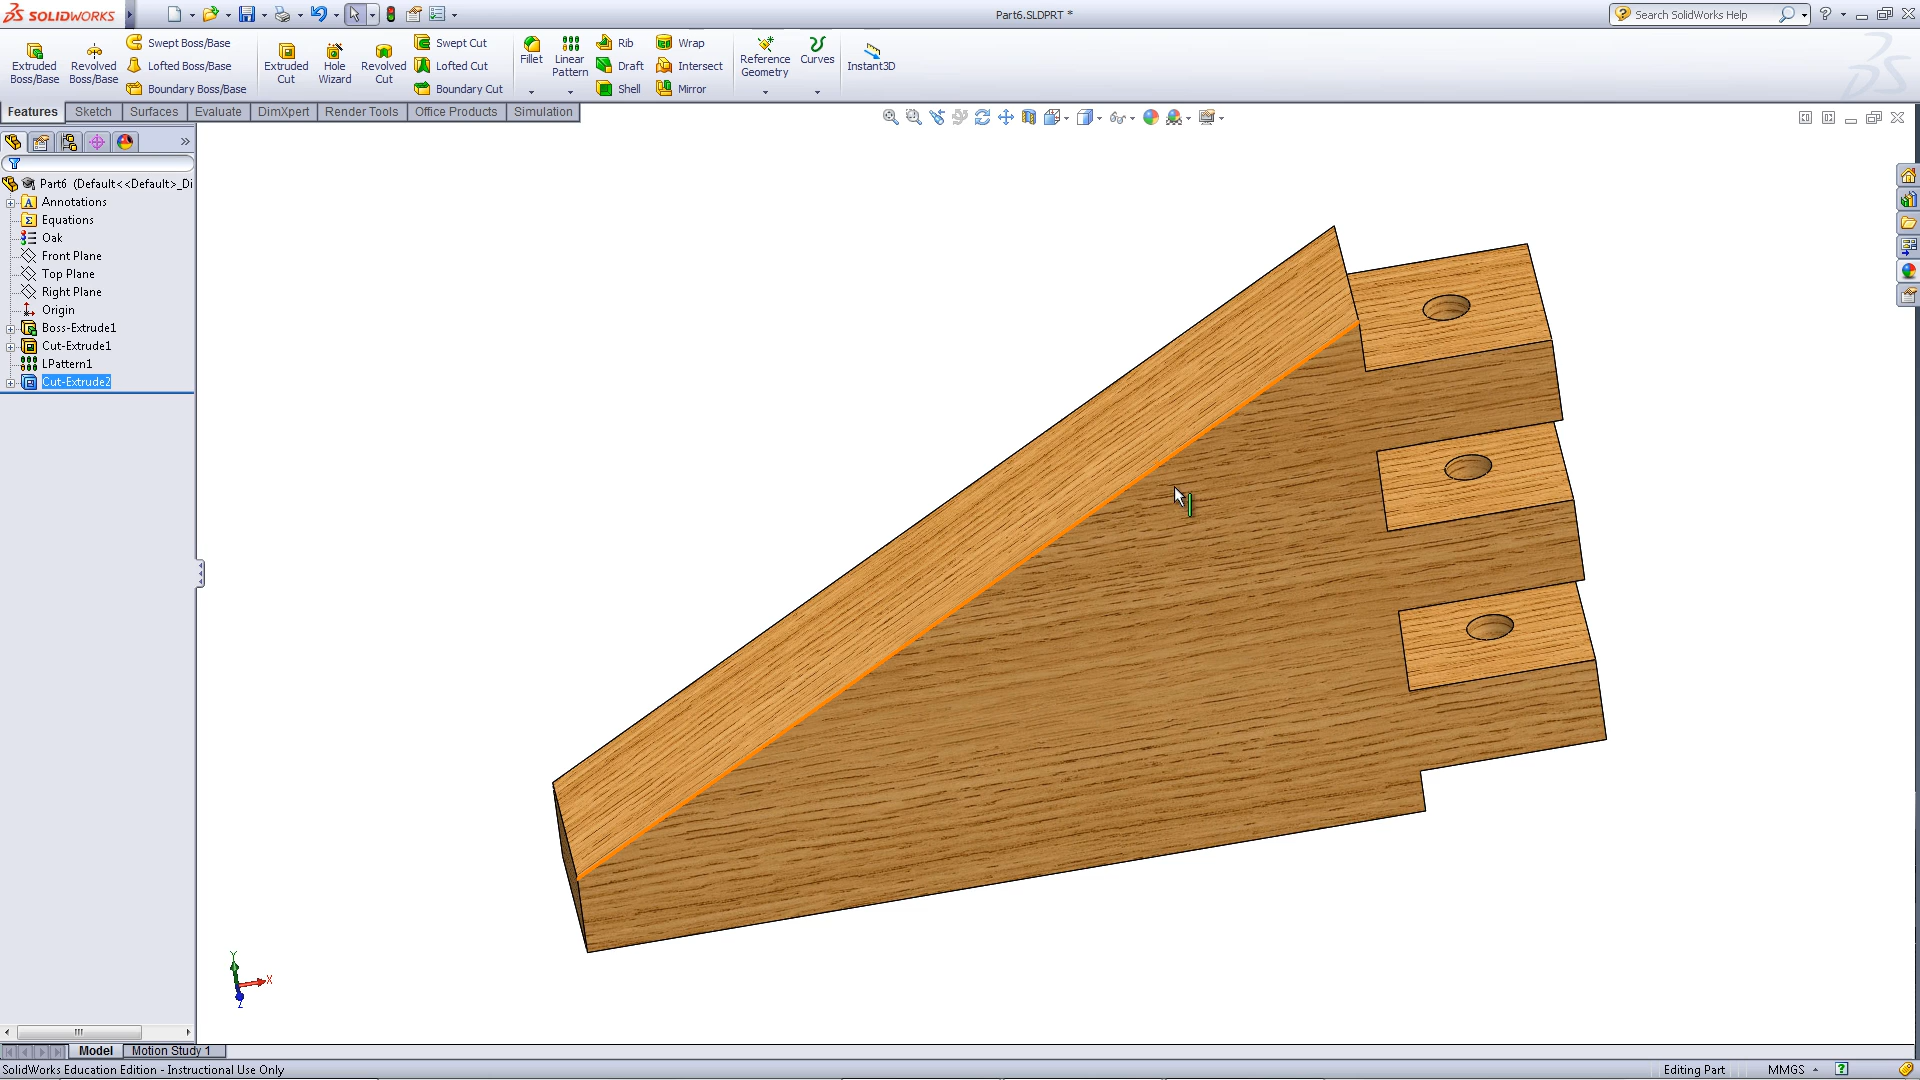 SOLIDWORKS
Part6.SLDPRT *
Search SolidWorks Help
Extruded Boss/Base
Revolved Boss/Base
Swept Boss/Base
Lofted Boss/Base
Boundary Boss/Base
Extruded Cut
Hole Wizard
Revolved Cut
Swept Cut
Lofted Cut
Boundary Cut
Fillet
Linear Pattern
Rib
Draft
Shell
Wrap
Intersect
Mirror
Reference Geometry
Curves
Instant3D
Features
Sketch
Surfaces
Evaluate
DimXpert
Render Tools
Office Products
Simulation
Part6 (Default<<Default>_Di
Annotations
Equations
Oak
Front Plane
Top Plane
Right Plane
Origin
Boss-Extrude1
Cut-Extrude1
LPattern1
Cut-Extrude2
Y
X
Z
Model
Motion Study 1
SolidWorks Education Edition - Instructional Use Only
Editing Part
MMGS